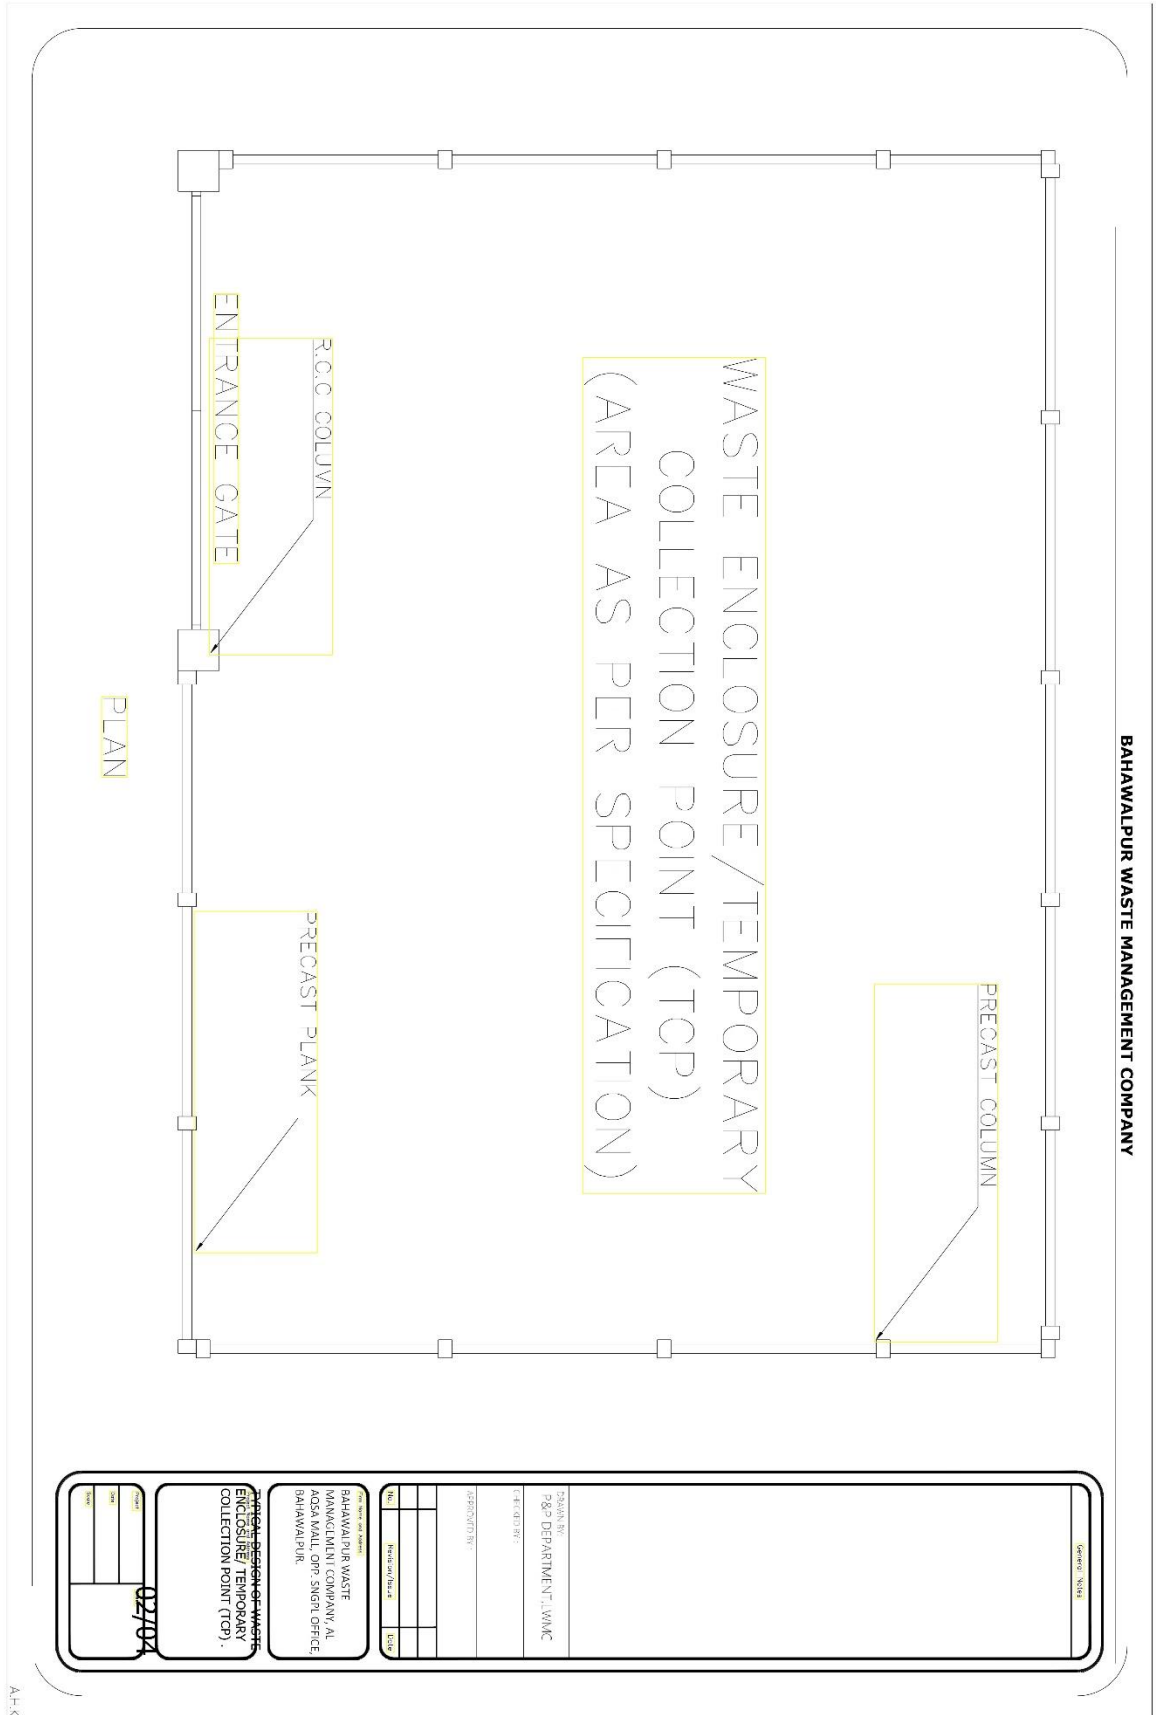 BAHAWALPUR WASTE MANAGEMENT COMPANY
PRECAST COLUMN
WASTE ENCLOSURE/TEMPORARY
COLLECTION POINT (TCP)
(AREA AS PER SPECIFICATION)
R.C.C COLUMN
ENTRANCE GATE
PRECAST PLANK
PLAN
General Notes
DRAWN BY:
P&P DEPARTMENT, LWMC
CHECKED BY:
APPROVED BY :
No. Revision/Issue Date
Firm Name and Address
BAHAWALPUR WASTE
MANAGEMENT COMPANY, AL
AQSA MALL, OPP. SNGPL OFFICE,
BAHAWALPUR.
TYPICAL DESIGN OF WASTE
ENCLOSURE/ TEMPORARY
COLLECTION POINT (TCP) .
Project
Date
Scale
02/04
A.H.K